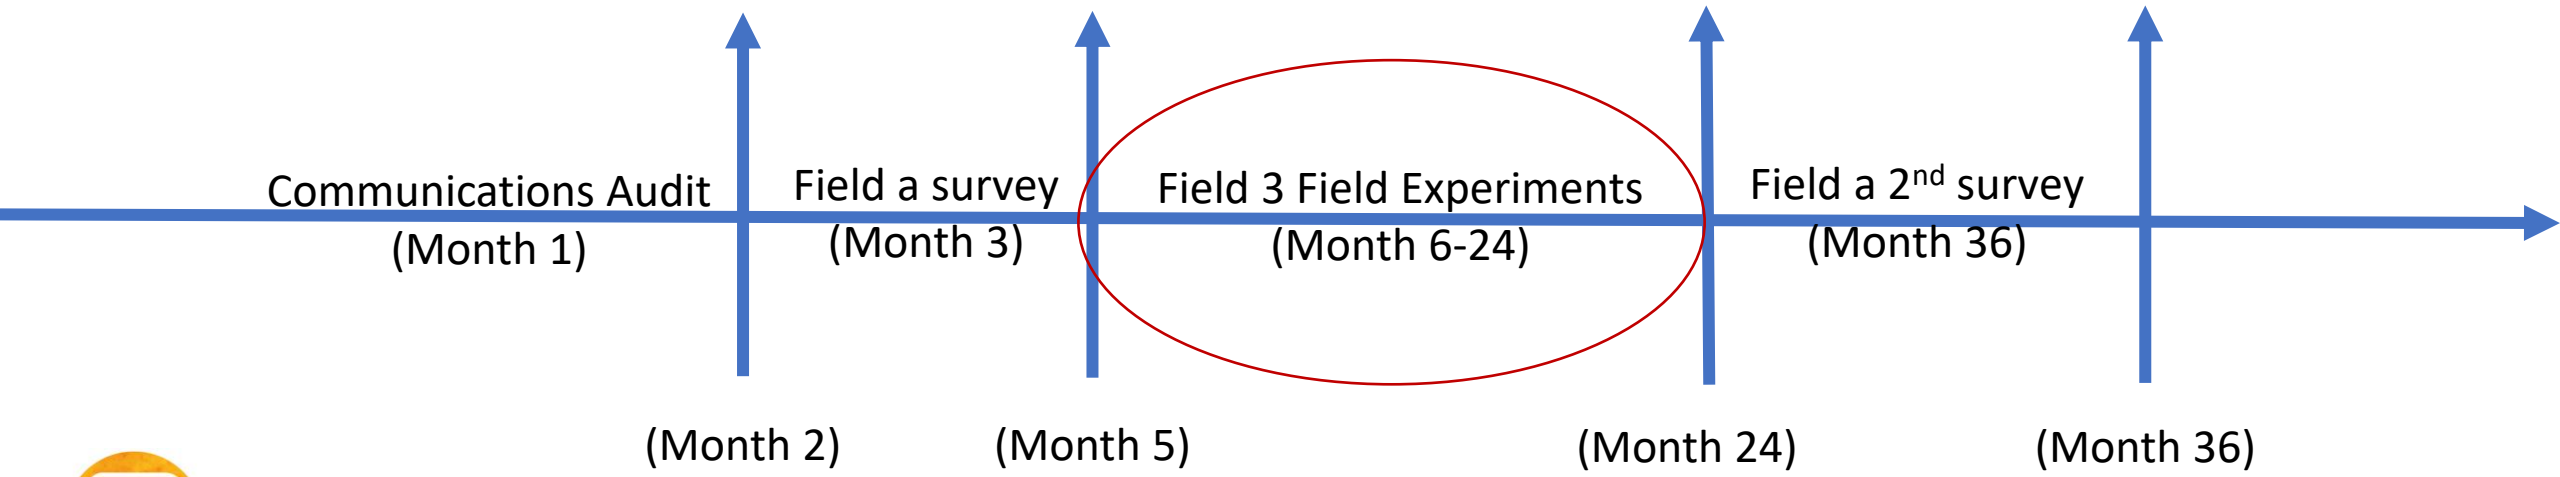 Communications Audit
(Month 1)
Field a survey
(Month 3)
Field 3 Field Experiments
(Month 6-24)
Field a 2nd survey
(Month 36)
(Month 2)
(Month 5)
(Month 24)
(Month 36)